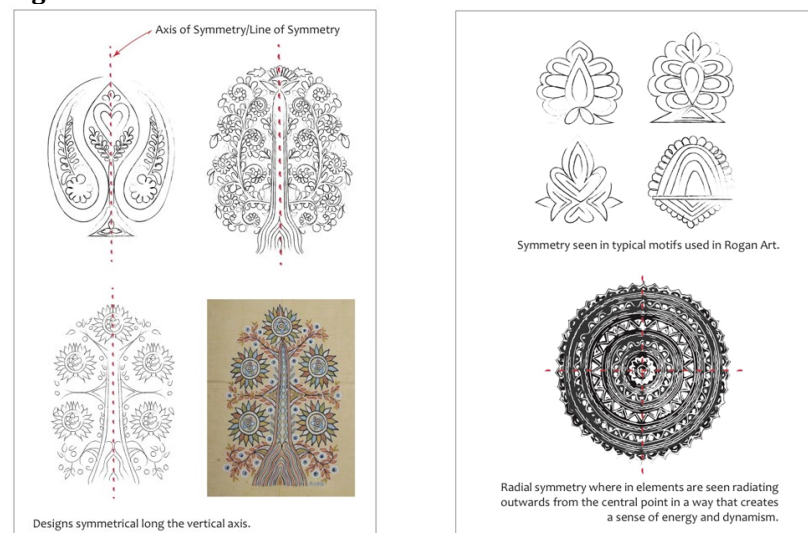 Axis of Symmetry/Line of Symmetry
Designs symmetrical long the vertical axis.
Symmetry seen in typical motifs used in Rogan Art.
Radial symmetry where in elements are seen radiating
outwards from the central point in a way that creates
a sense of energy and dynamism.